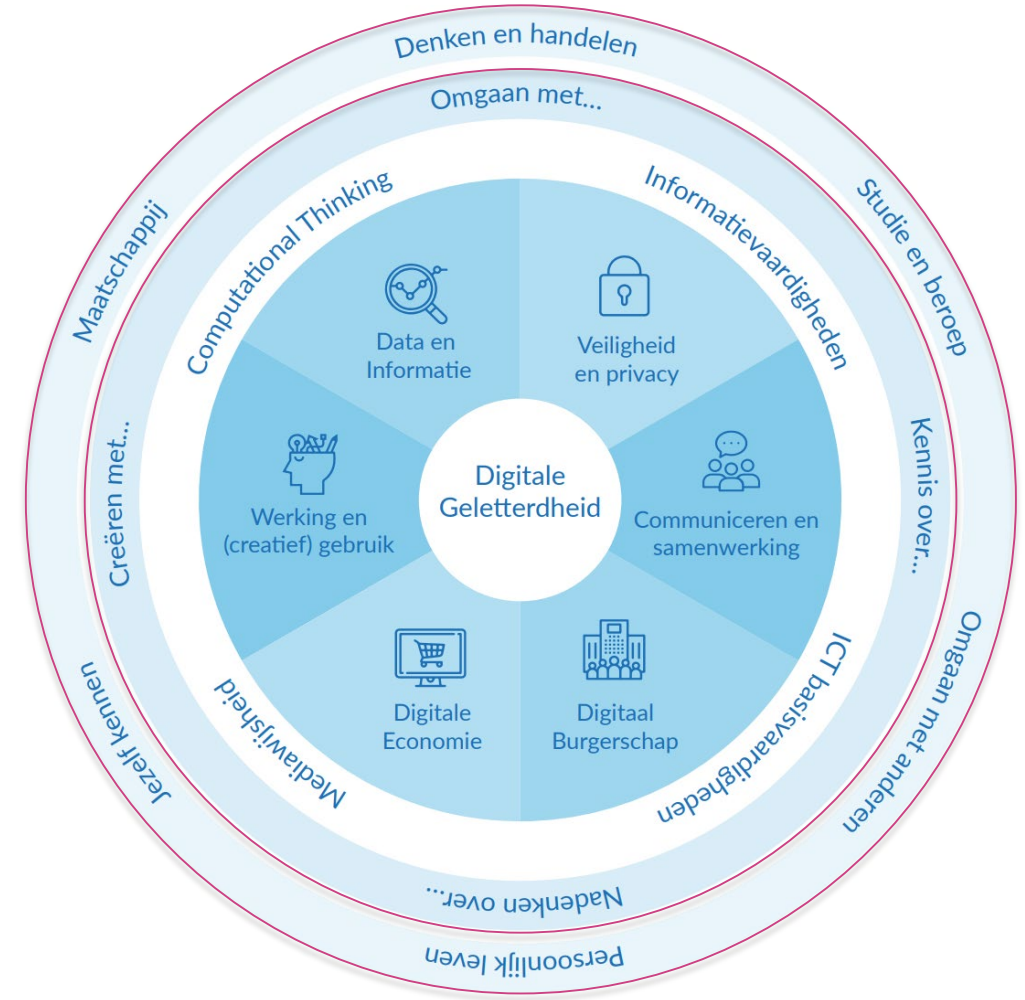 Denken en handelen
Studie en beroep
Omgaan met anderen
Persoonlijk leven
Jezelf kennen
Maatschappij
Omgaan met...
Kennis over...
Nadenken over...
Creëren met...
Computational Thinking
Informatievaardigheden
ICT basisvaardigheden
Mediawijsheid
Data en
Informatie
Veiligheid
en privacy
Communiceren en
samenwerking
Digitaal
Burgerschap
Digitale
Economie
Werking en
(creatief) gebruik
Digitale
Geletterdheid